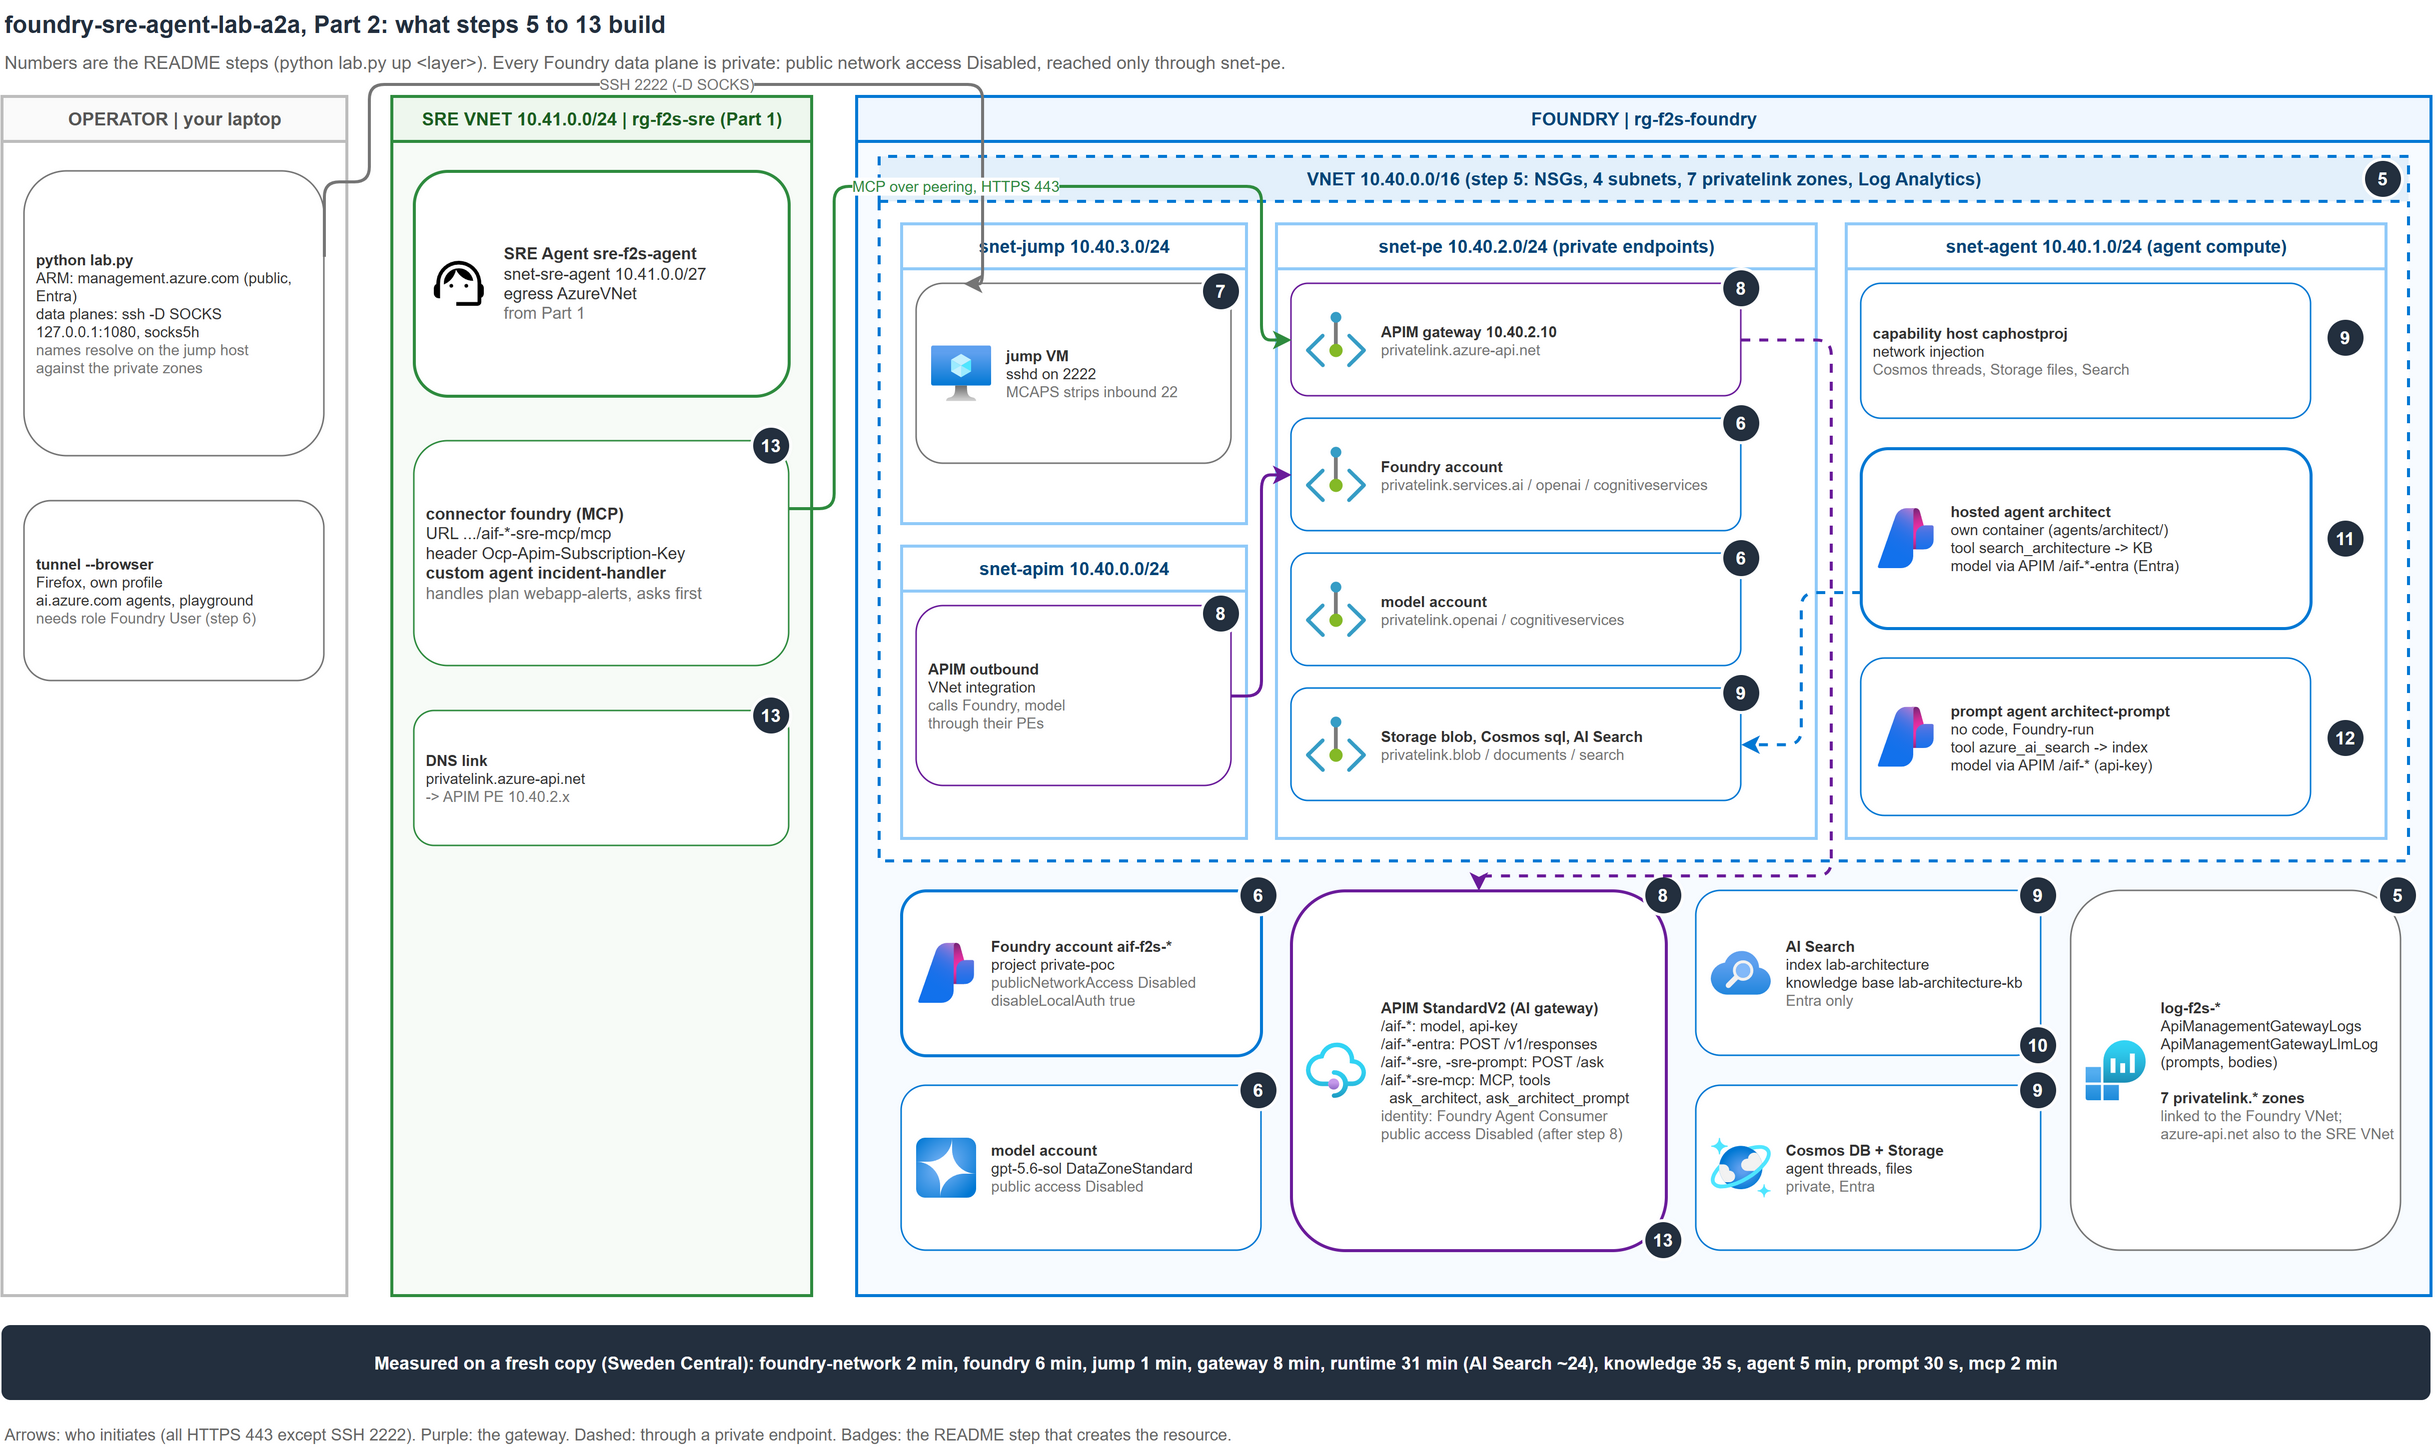 foundry-sre-agent-lab-a2a, Part 2: what steps 5 to 13 build
Numbers are the README steps (python lab.py up <layer>). Every Foundry data plane is private: public network access Disabled, reached only through snet-pe.
SSH 2222 (-D SOCKS)
OPERATOR | your laptop
python lab.py
ARM: management.azure.com (public,
Entra)
data planes: ssh -D SOCKS
127.0.0.1:1080, socks5h
names resolve on the jump host
against the private zones
tunnel --browser
Firefox, own profile
ai.azure.com agents, playground
needs role Foundry User (step 6)
SRE VNET 10.41.0.0/24 | rg-f2s-sre (Part 1)
SRE Agent sre-f2s-agent
snet-sre-agent 10.41.0.0/27
egress AzureVNet
from Part 1
13
connector foundry (MCP)
URL .../aif-*-sre-mcp/mcp
header Ocp-Apim-Subscription-Key
custom agent incident-handler
handles plan webapp-alerts, asks first
13
DNS link
privatelink.azure-api.net
-> APIM PE 10.40.2.x
FOUNDRY | rg-f2s-foundry
MCP over peering, HTTPS 443
VNET 10.40.0.0/16 (step 5: NSGs, 4 subnets, 7 privatelink zones, Log Analytics)
5
snet-jump 10.40.3.0/24
7
jump VM
sshd on 2222
MCAPS strips inbound 22
snet-apim 10.40.0.0/24
8
APIM outbound
VNet integration
calls Foundry, model
through their PEs
snet-pe 10.40.2.0/24 (private endpoints)
8
APIM gateway 10.40.2.10
privatelink.azure-api.net
6
Foundry account
privatelink.services.ai / openai / cognitiveservices
6
model account
privatelink.openai / cognitiveservices
9
Storage blob, Cosmos sql, AI Search
privatelink.blob / documents / search
snet-agent 10.40.1.0/24 (agent compute)
capability host caphostproj
network injection
Cosmos threads, Storage files, Search
9
hosted agent architect
own container (agents/architect/)
tool search_architecture -> KB
model via APIM /aif-*-entra (Entra)
11
prompt agent architect-prompt
no code, Foundry-run
tool azure_ai_search -> index
model via APIM /aif-* (api-key)
12
6
Foundry account aif-f2s-*
project private-poc
publicNetworkAccess Disabled
disableLocalAuth true
6
model account
gpt-5.6-sol DataZoneStandard
public access Disabled
8
APIM StandardV2 (AI gateway)
/aif-*: model, api-key
/aif-*-entra: POST /v1/responses
/aif-*-sre, -sre-prompt: POST /ask
/aif-*-sre-mcp: MCP, tools
ask_architect, ask_architect_prompt
identity: Foundry Agent Consumer
public access Disabled (after step 8)
13
9
AI Search
index lab-architecture
knowledge base lab-architecture-kb
Entra only
10
9
Cosmos DB + Storage
agent threads, files
private, Entra
5
log-f2s-*
ApiManagementGatewayLogs
ApiManagementGatewayLlmLog
(prompts, bodies)
7 privatelink.* zones
linked to the Foundry VNet;
azure-api.net also to the SRE VNet
Measured on a fresh copy (Sweden Central): foundry-network 2 min, foundry 6 min, jump 1 min, gateway 8 min, runtime 31 min (AI Search ~24), knowledge 35 s, agent 5 min, prompt 30 s, mcp 2 min
Arrows: who initiates (all HTTPS 443 except SSH 2222). Purple: the gateway. Dashed: through a private endpoint. Badges: the README step that creates the resource.